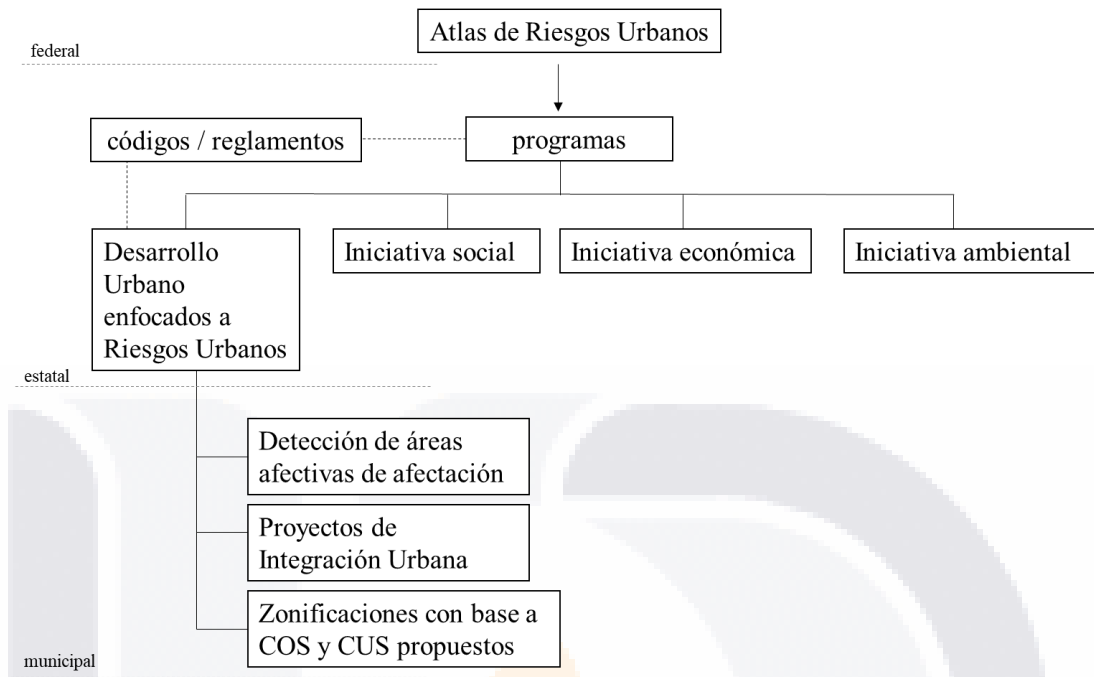 Atlas de Riesgos Urbanos
federal
códigos / reglamentos
programas
Desarrollo
Urbano
enfocados a
Riesgos Urbanos
Iniciativa social
Iniciativa económica
Iniciativa ambiental
estatal
Detección de áreas
afectivas de afectación
Proyectos de
Integración Urbana
Zonificaciones con base a
COS y CUS propuestos
municipal